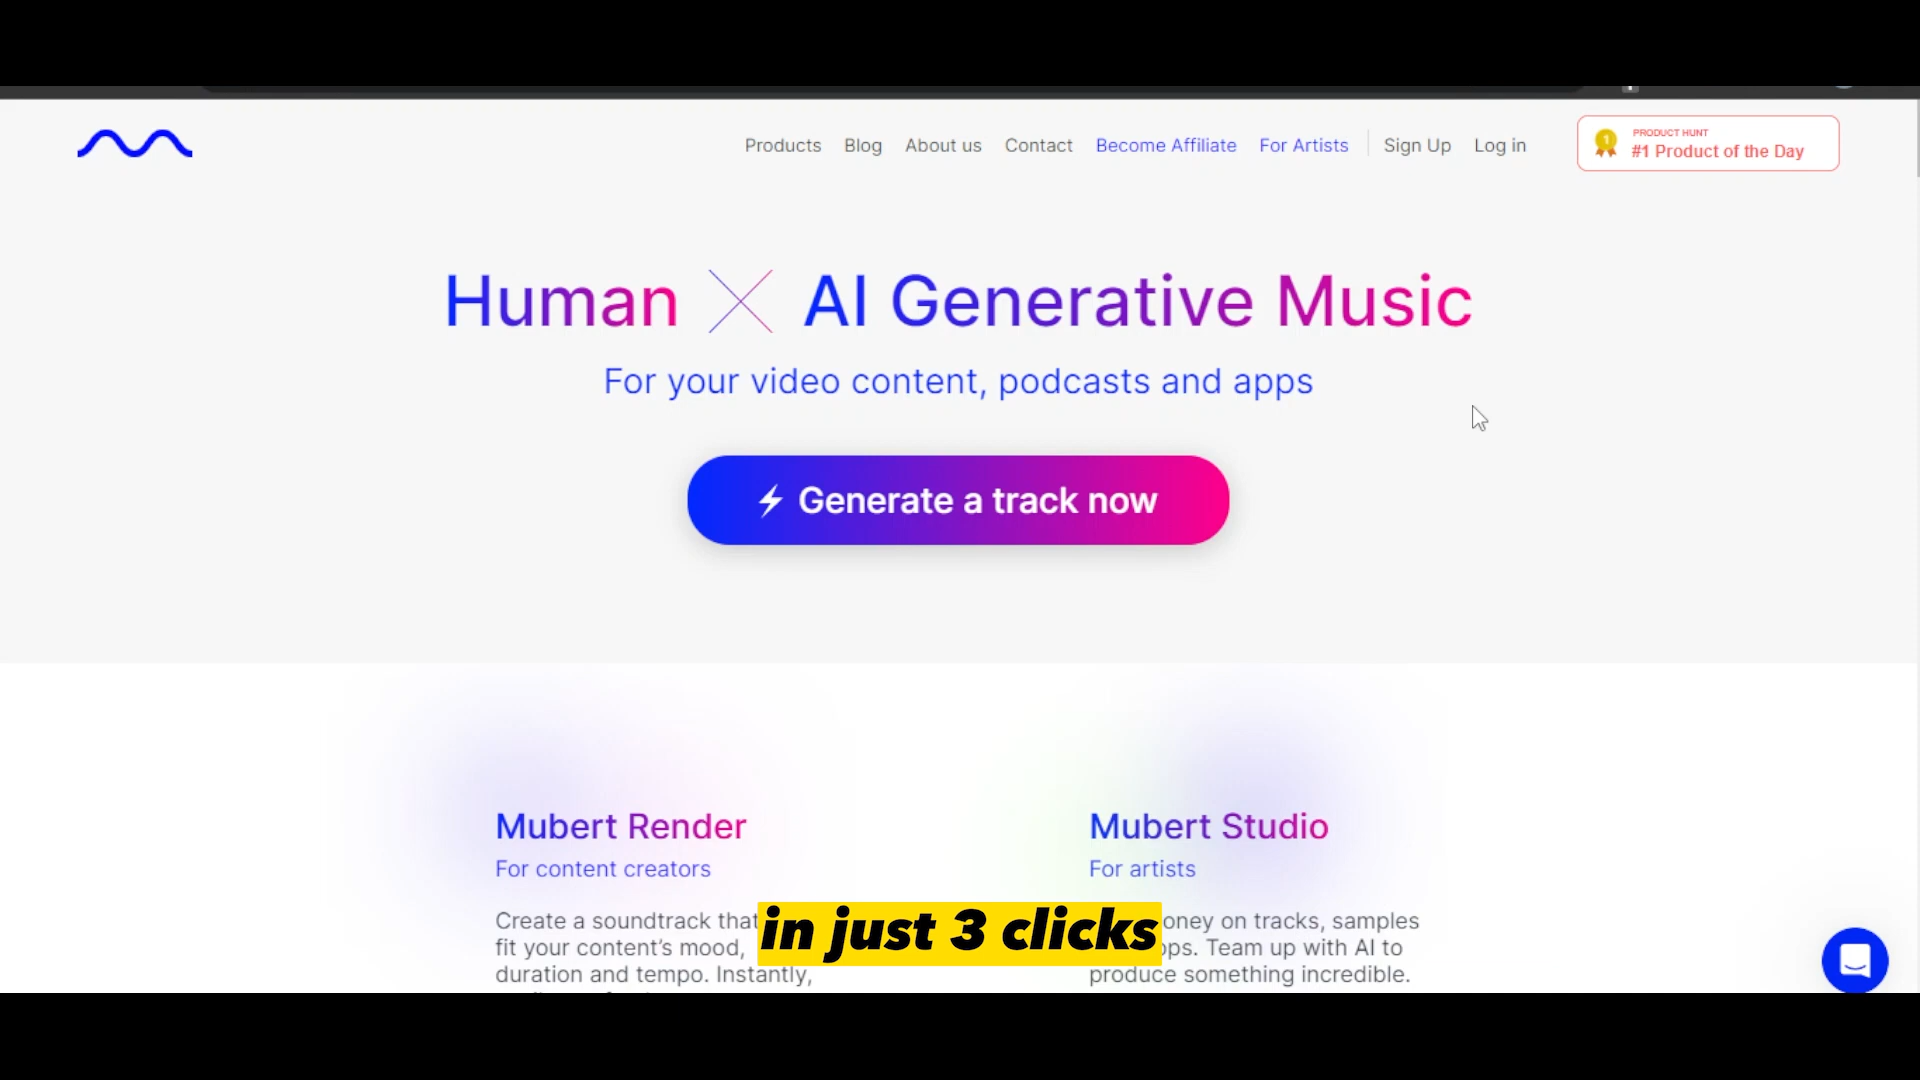 Products Blog About us Contact Become Affiliate For Artists Sign Up Log in
PRODUCT HUNT
#1 Product of the Day
Human X AI Generative Music
For your video content, podcasts and apps
Generate a track now
Mubert Render
For content creators
Create a soundtrack that
fit your content’s mood,
duration and tempo. Instantly,
Mubert Studio
For artists
on tracks, samples
Team up with AI to
produce something incredible.
in just 3 clicks